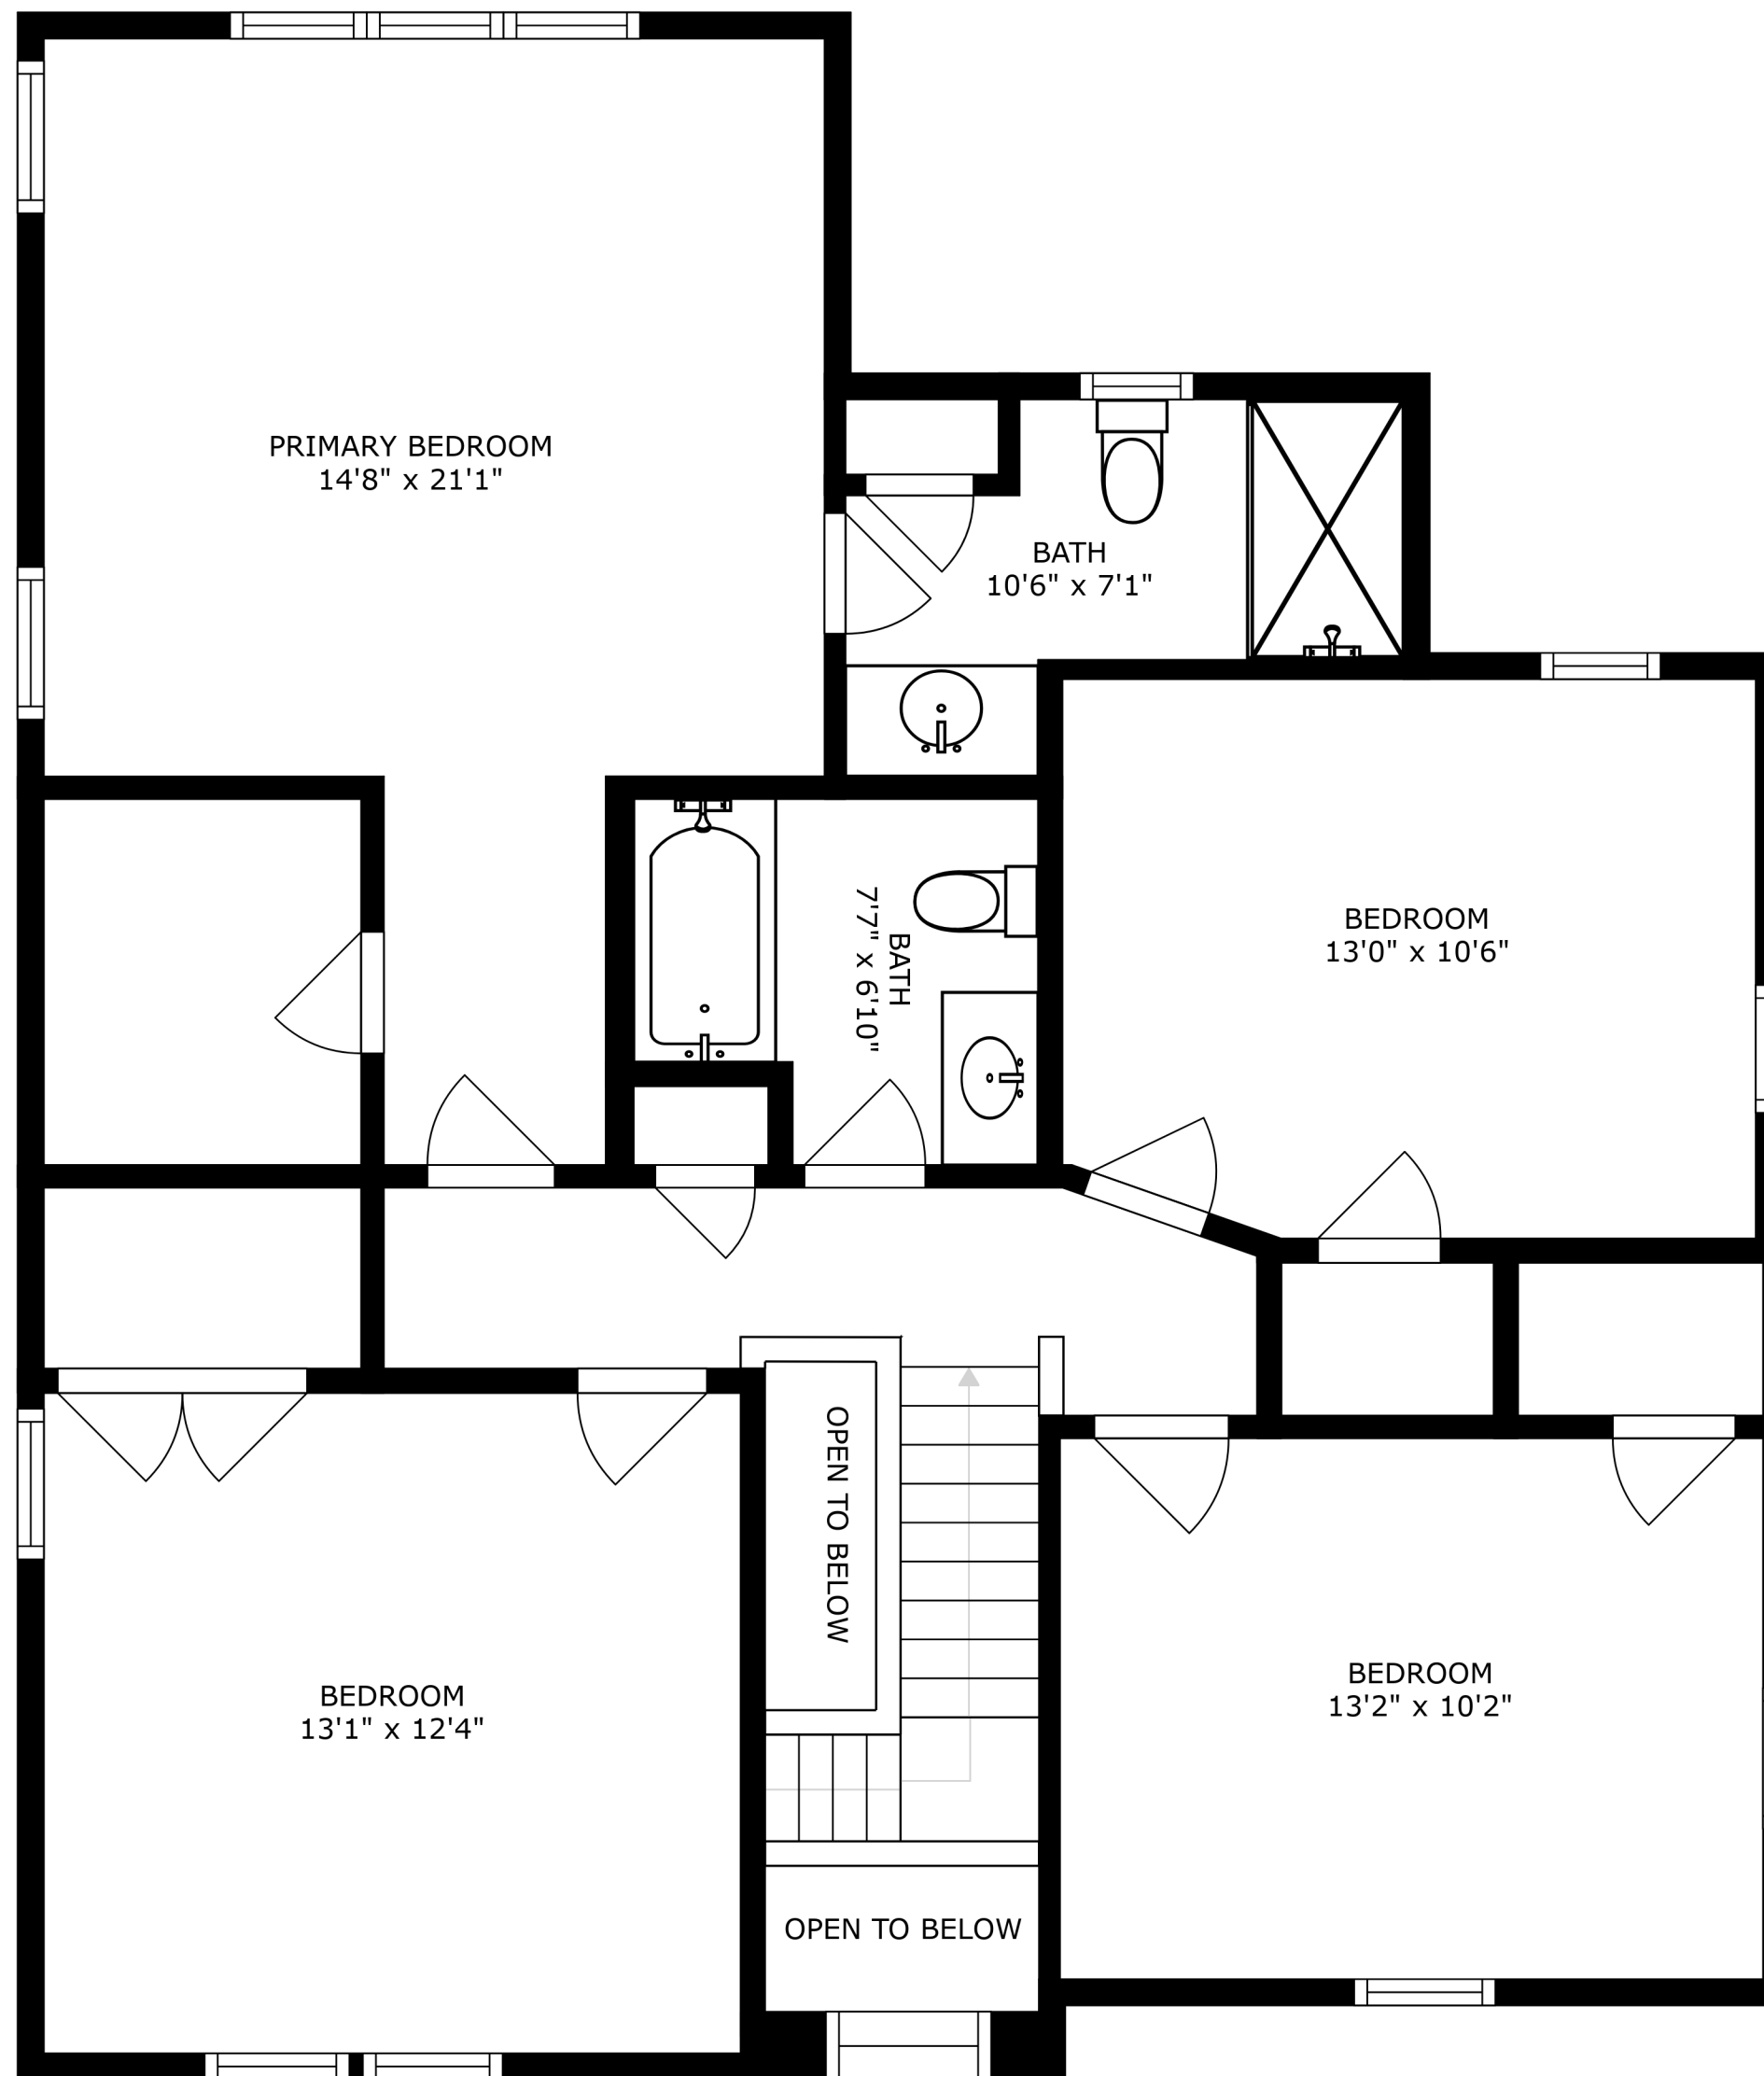 PRIMARY BEDROOM
14'8" x 21'1"
BATH
10'6" x 7'1"
BATH
7'7" x 6'10"
BEDROOM
13'0" x 10'6"
OPEN TO BELOW
BEDROOM
13'1" x 12'4"
BEDROOM
13'2" x 10'2"
OPEN TO BELOW